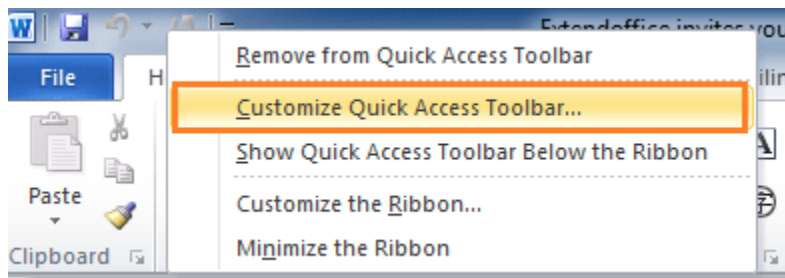 W
Extendoffice invites you
Remove from Quick Access Toolbar
File H
Customize Quick Access Toolbar...
Show Quick Access Toolbar Below the Ribbon
A
Paste
Customize the Ribbon...
字
Clipboard
Minimize the Ribbon